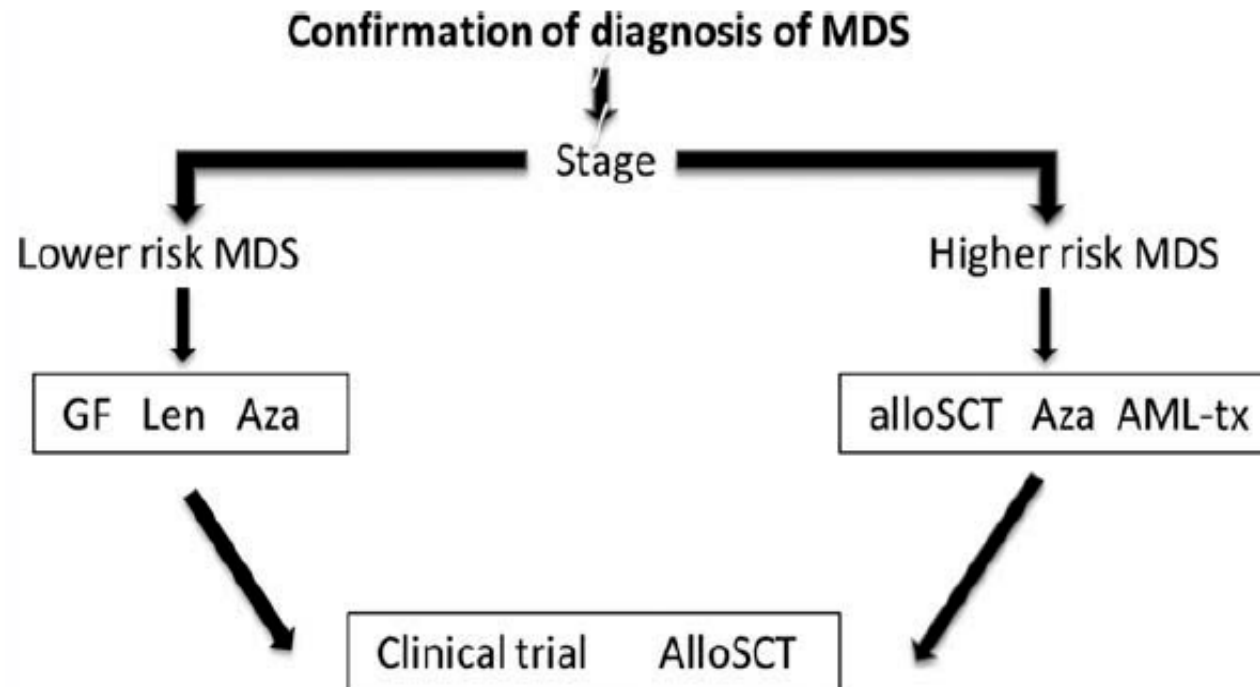 Confirmation of diagnosis of MDS
Stage
Lower risk MDS
Higher risk MDS
GF Len Aza
alloSCT Aza AML-tx
Clinical trial AlloSCT